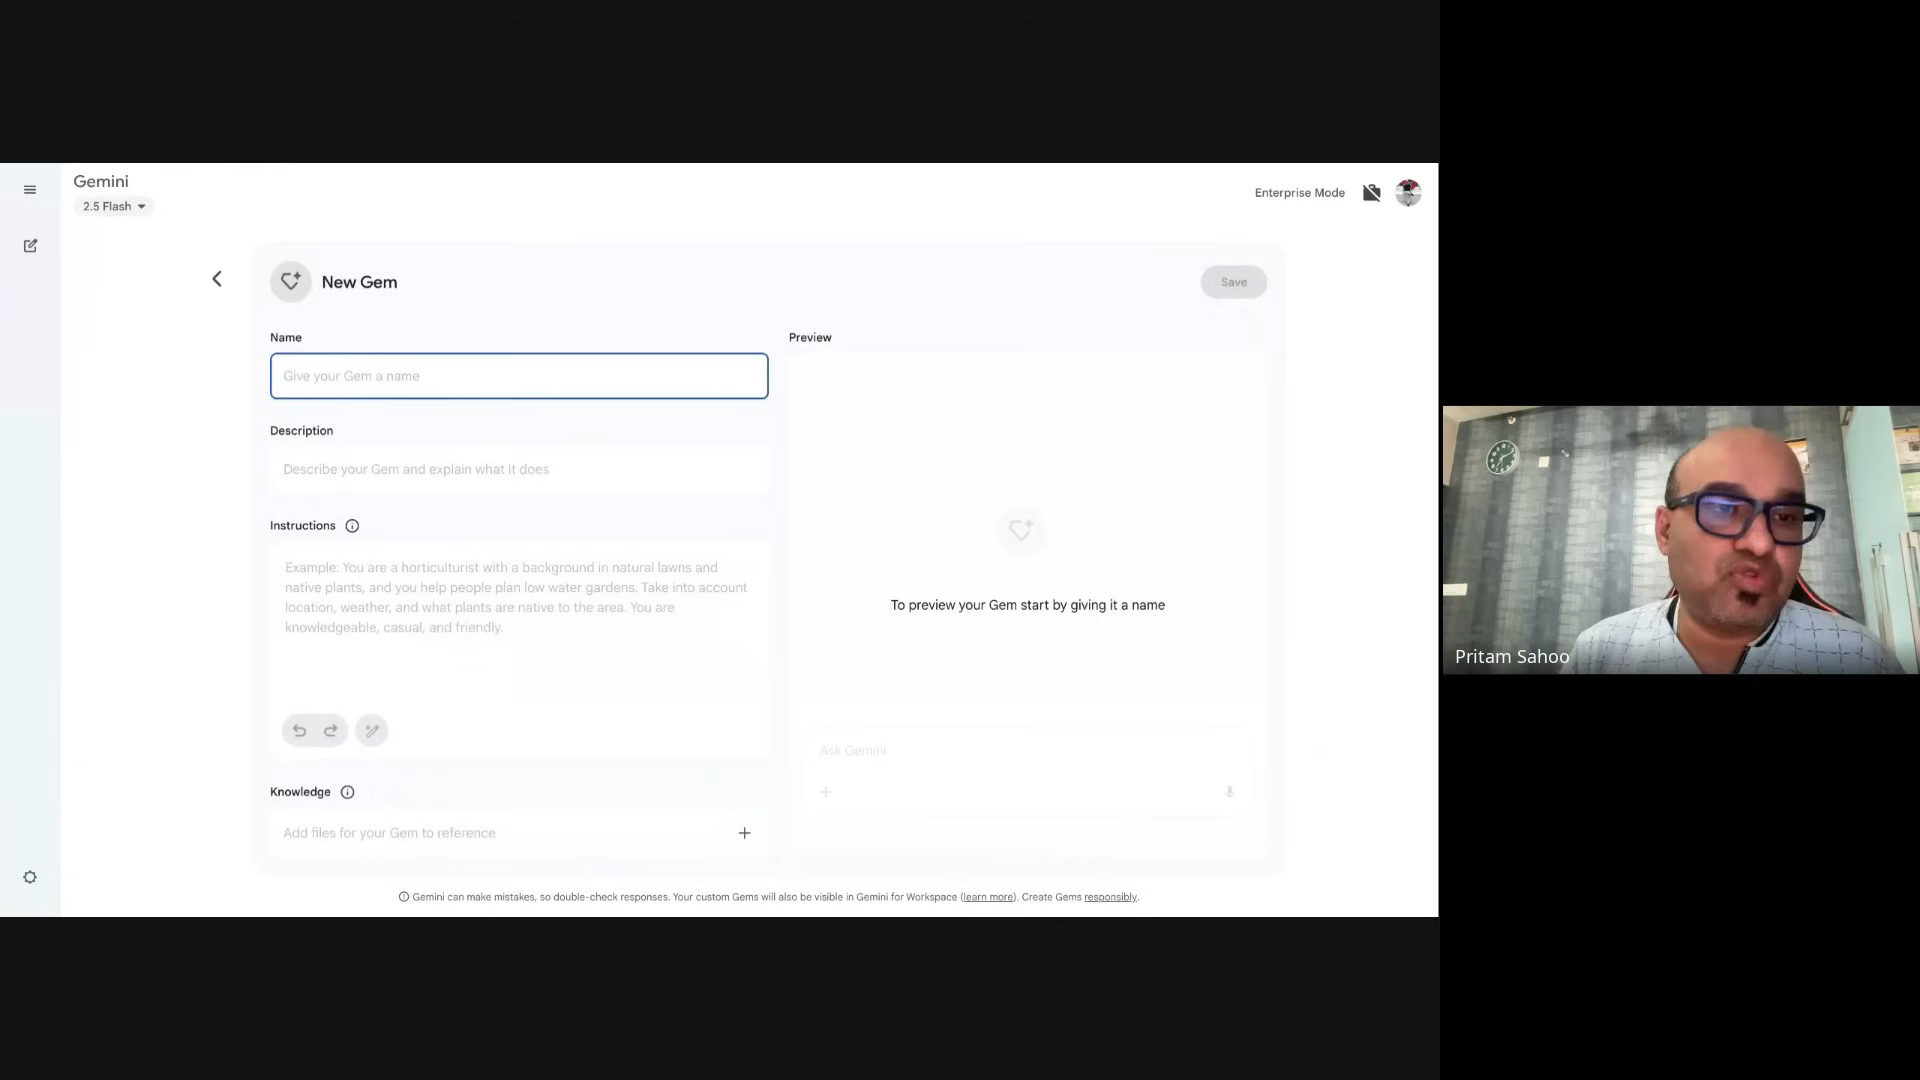 Gemini
2.5 Flash
Enterprise Mode
New Gem
Save
Name
Give your Gem a name
Description
Describe your Gem and explain what it does
Instructions
Example: You are a horticulturist with a background in natural lawns and
native plants, and you help people plan low water gardens. Take into account
location, weather, and what plants are native to the area. You are
knowledgeable, casual, and friendly.
Knowledge
Add files for your Gem to reference
Preview
To preview your Gem start by giving it a name
Ask Gemini
Gemini can make mistakes, so double-check responses. Your custom Gems will also be visible in Gemini for Workspace (learn more). Create Gems responsibly.
Pritam Sahoo